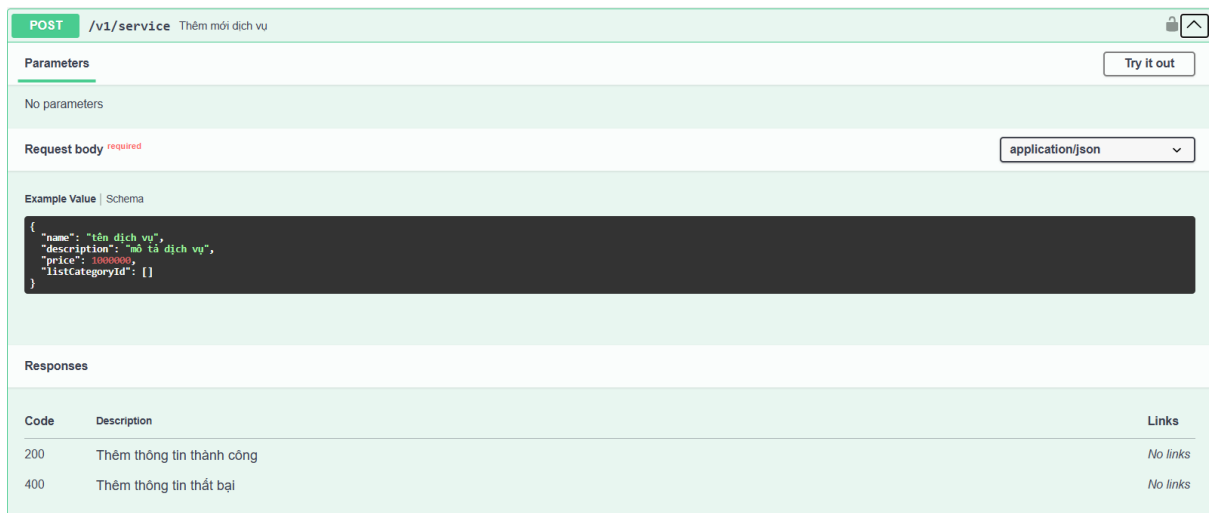 POST /v1/service Thêm mới dịch vụ
Parameters
Try it out
No parameters
Request body required
application/json
Example Value | Schema
{
"name": "tên dịch vụ",
"description": "mô tả dịch vụ",
"price": 1000000,
"listCategoryId": []
}
Responses
Code Description Links
200 Thêm thông tin thành công No links
400 Thêm thông tin thất bại No links